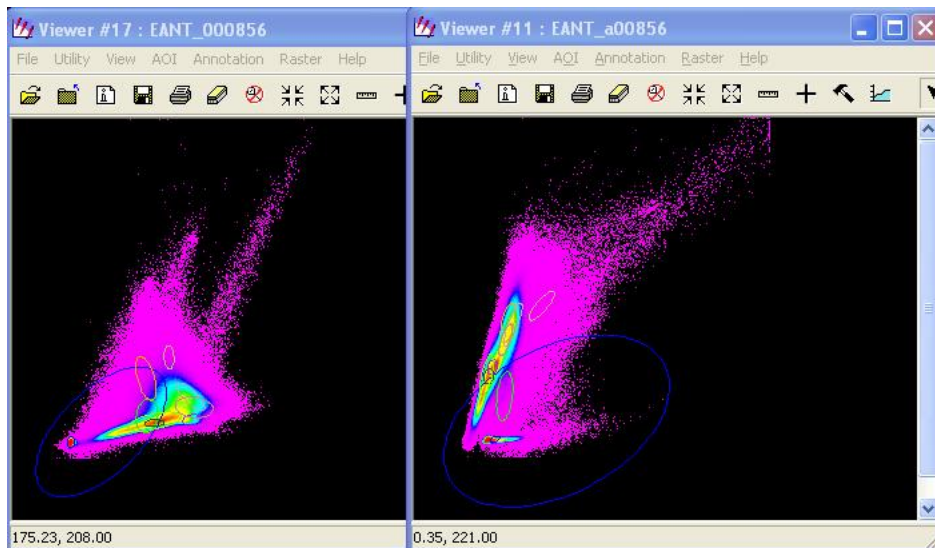 Viewer #17 : EANT_000856
File Utility View AOI Annotation Raster Help
175.23, 208.00
Viewer #11 : EANT_a00856
File Utility View AOI Annotation Raster Help
0.35, 221.00